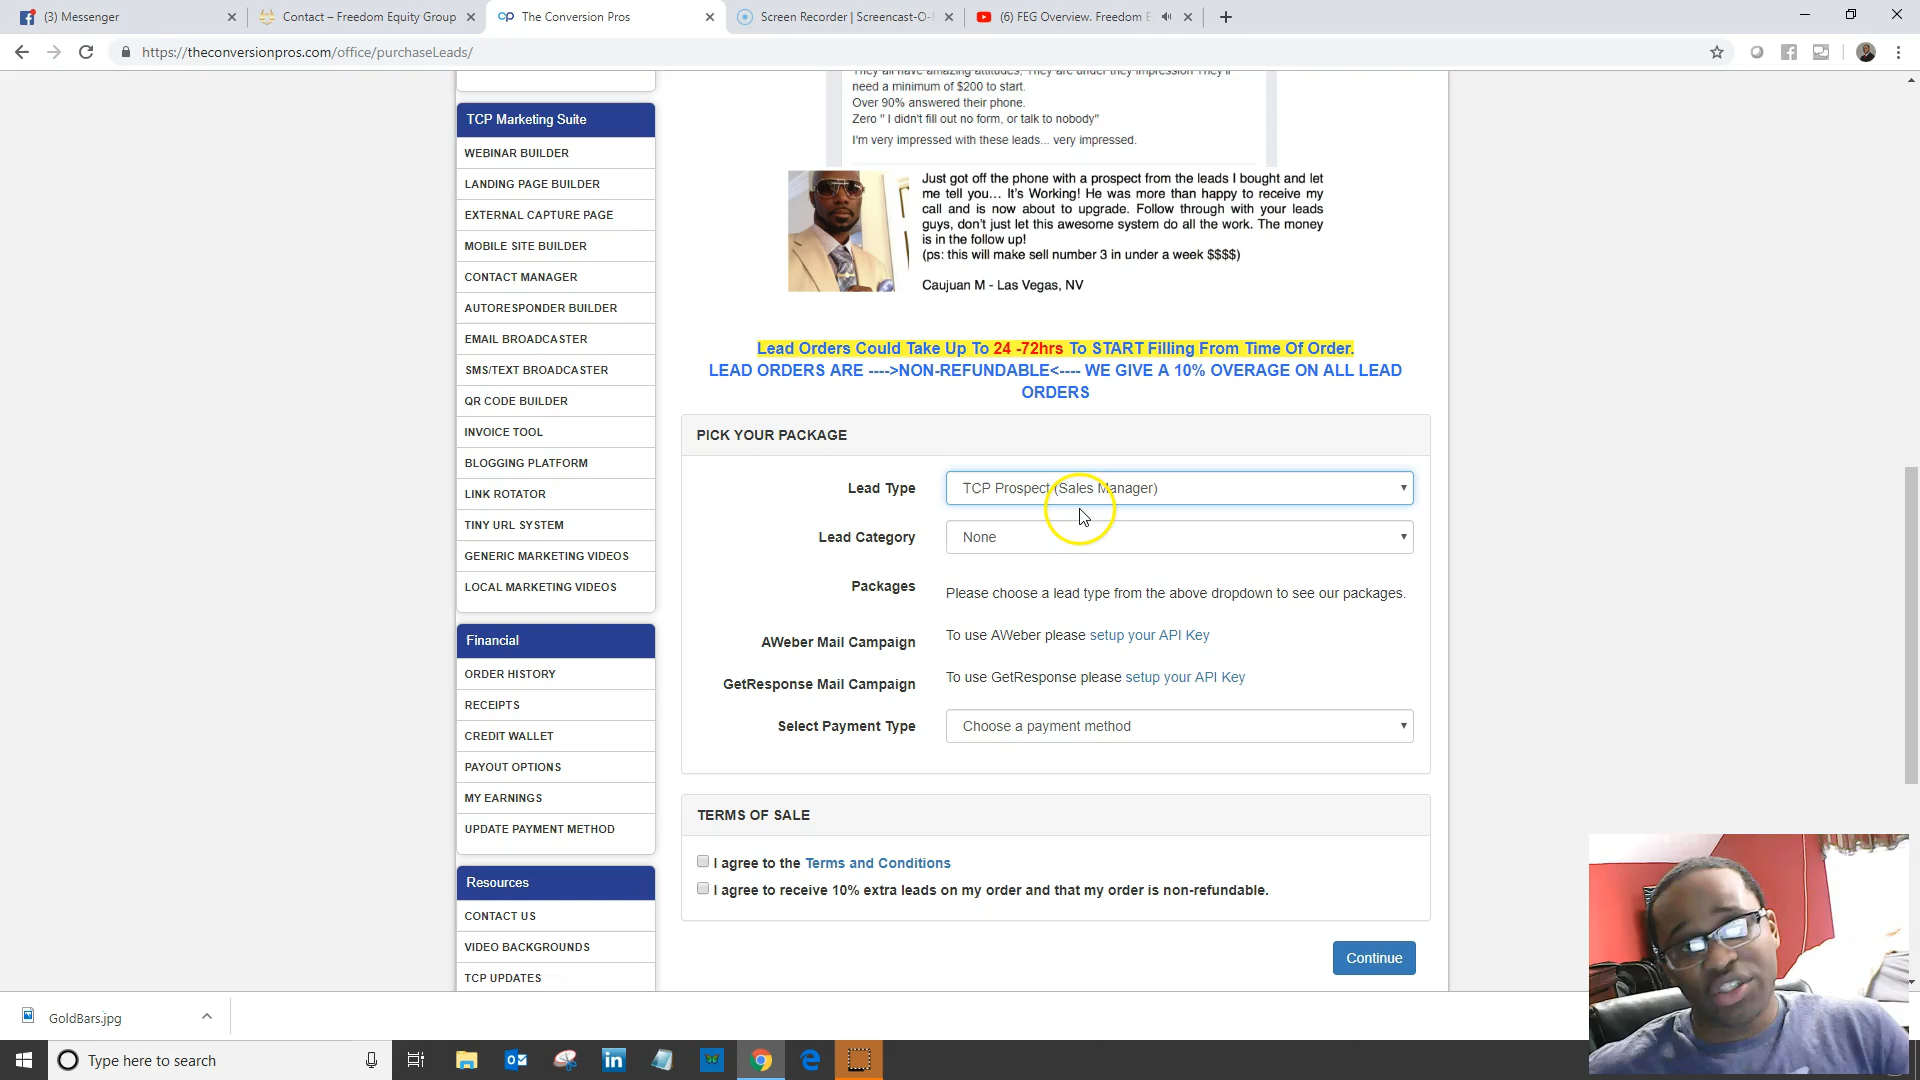 (3) Messenger
Contact – Freedom Equity Group
The Conversion Pros
Screen Recorder | Screencast-O-
(6) FEG Overview. Freedom E
https://theconversionpros.com/office/purchaseLeads/
They all have amazing attitudes, They are under they impression They'll
need a minimum of $200 to start.
Over 90% answered their phone.
Zero " I didn't fill out no form, or talk to nobody"
I'm very impressed with these leads... very impressed.
Just got off the phone with a prospect from the leads I bought and let
me tell you… It's Working! He was more than happy to receive my
call and is now about to upgrade. Follow through with your leads
guys, don't just let this awesome system do all the work. The money
is in the follow up!
(ps: this will make sell number 3 in under a week $$$$)
Caujuan M - Las Vegas, NV
TCP Marketing Suite
WEBINAR BUILDER
LANDING PAGE BUILDER
EXTERNAL CAPTURE PAGE
MOBILE SITE BUILDER
CONTACT MANAGER
AUTORESPONDER BUILDER
EMAIL BROADCASTER
SMS/TEXT BROADCASTER
QR CODE BUILDER
INVOICE TOOL
BLOGGING PLATFORM
LINK ROTATOR
TINY URL SYSTEM
GENERIC MARKETING VIDEOS
LOCAL MARKETING VIDEOS
Financial
ORDER HISTORY
RECEIPTS
CREDIT WALLET
PAYOUT OPTIONS
MY EARNINGS
UPDATE PAYMENT METHOD
Resources
CONTACT US
VIDEO BACKGROUNDS
TCP UPDATES
Lead Orders Could Take Up To 24 -72hrs To START Filling From Time Of Order.
LEAD ORDERS ARE ---->NON-REFUNDABLE<---- WE GIVE A 10% OVERAGE ON ALL LEAD
ORDERS
PICK YOUR PACKAGE
Lead Type TCP Prospect (Sales Manager)
Lead Category None
Packages Please choose a lead type from the above dropdown to see our packages.
AWeber Mail Campaign To use AWeber please setup your API Key
GetResponse Mail Campaign To use GetResponse please setup your API Key
Select Payment Type Choose a payment method
TERMS OF SALE
I agree to the Terms and Conditions
I agree to receive 10% extra leads on my order and that my order is non-refundable.
Continue
GoldBars.jpg
Type here to search